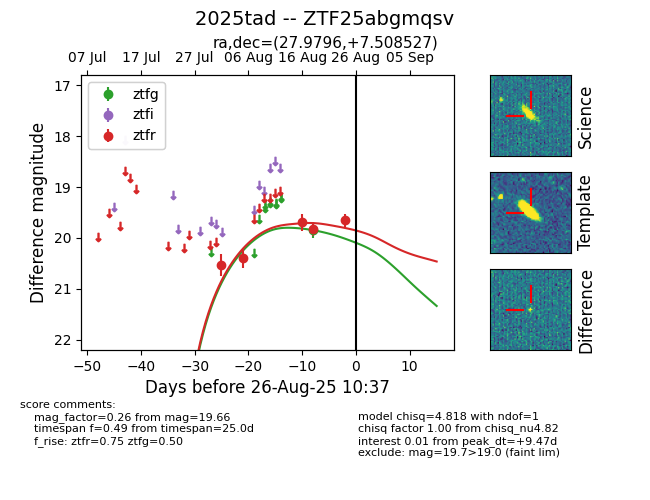 2025tad -- ZTF25abgmqsv
ra,dec=(27.9796,+7.508527)
07 Jul 17 Jul 27 Jul 06 Aug 16 Aug 26 Aug 05 Sep
ztfg
ztfi
ztfr
17
18
19
20
21
22
Difference magnitude
−50 −40 −30 −20 −10 0 10
Days before 26-Aug-25 10:37
Science
Template
Difference
score comments:
mag_factor=0.26 from mag=19.66
timespan f=0.49 from timespan=25.0d
f_rise: ztfr=0.75 ztfg=0.50
model chisq=4.818 with ndof=1
chisq factor 1.00 from chisq_nu4.82
interest 0.01 from peak_dt=+9.47d
exclude: mag=19.7>19.0 (faint lim)